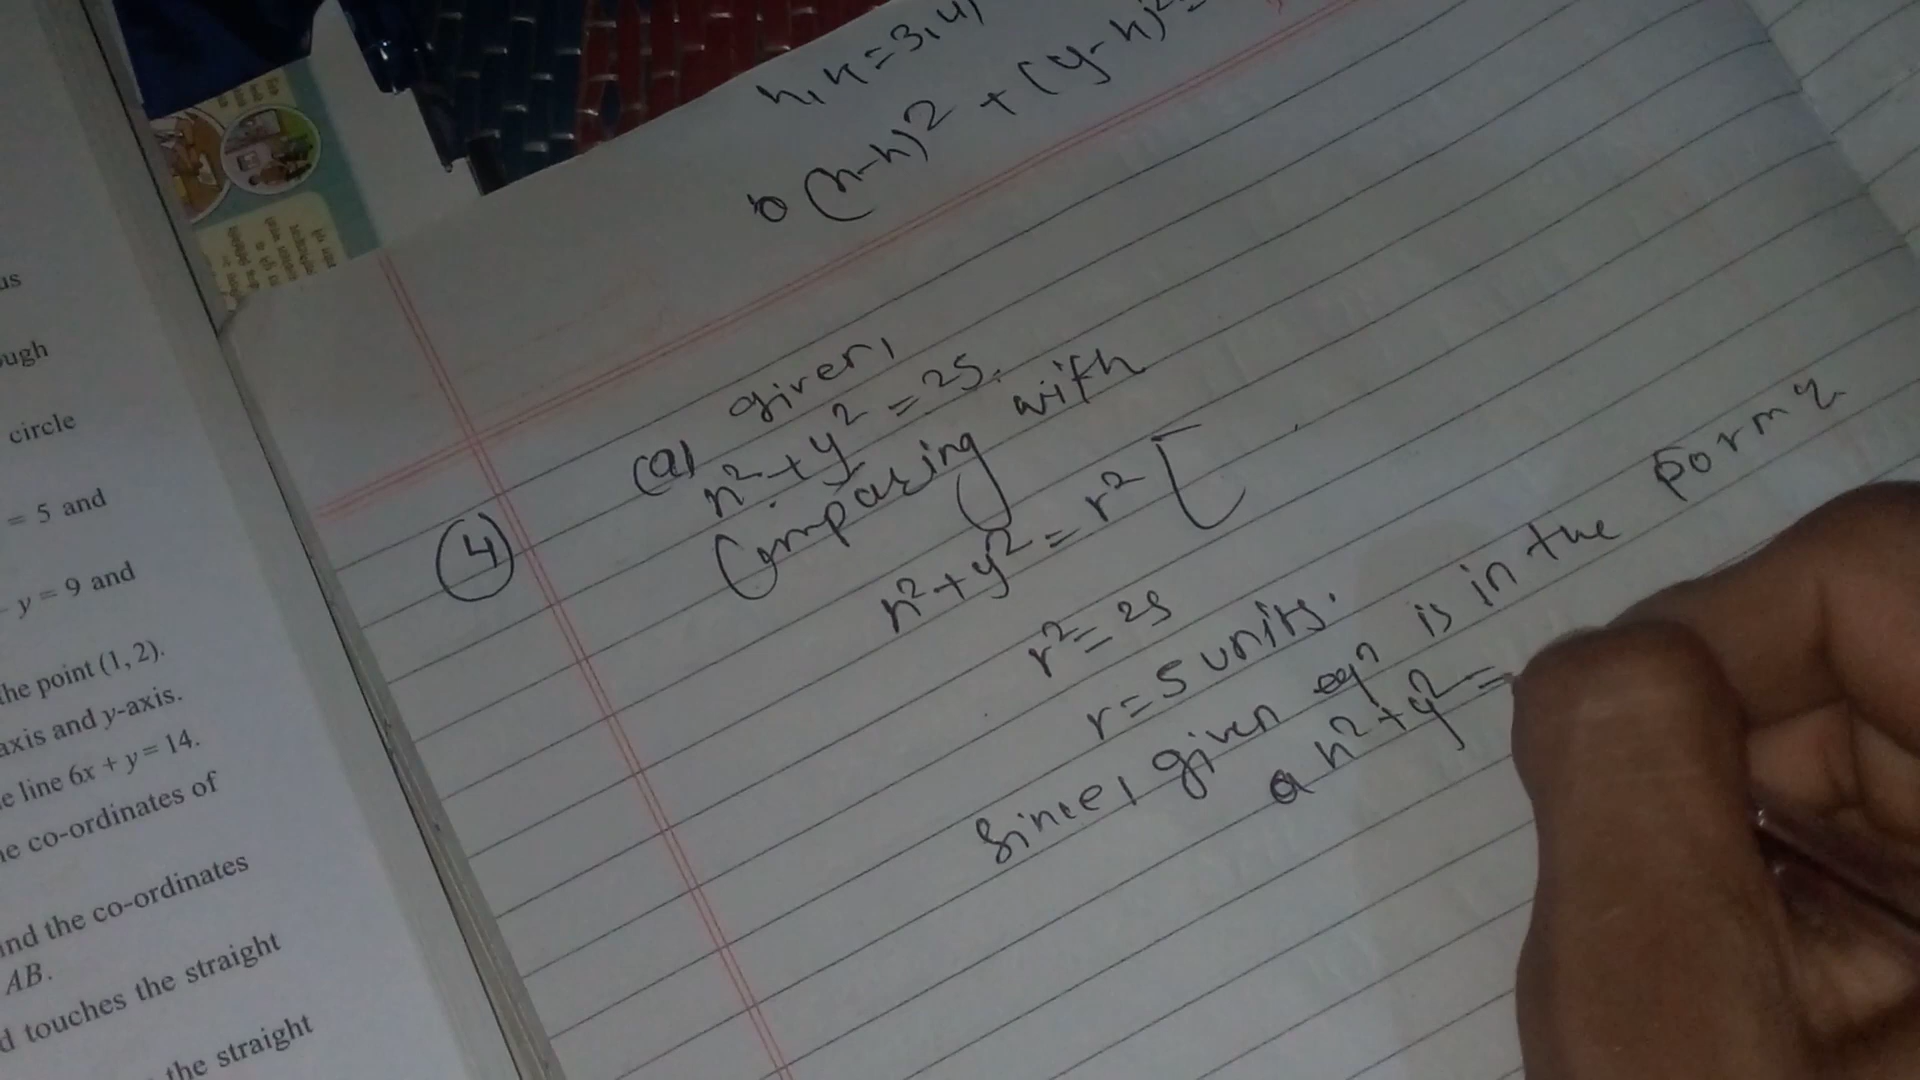 us
ough
circle
= 5 and
- y = 9 and
the point (1, 2).
axis and y-axis.
e line 6x + y = 14.
e co-ordinates of
ind the co-ordinates
AB.
d touches the straight
the straight
h, k = 3, 4)
(x-h)2 + (y-k)2
(4) (a) given,
x2 + y2 = 25.
Comparing with
x2 + y2 = r2
r2 = 25
r = 5 units.
Since, given eqn is in the form
x2 + y2 =